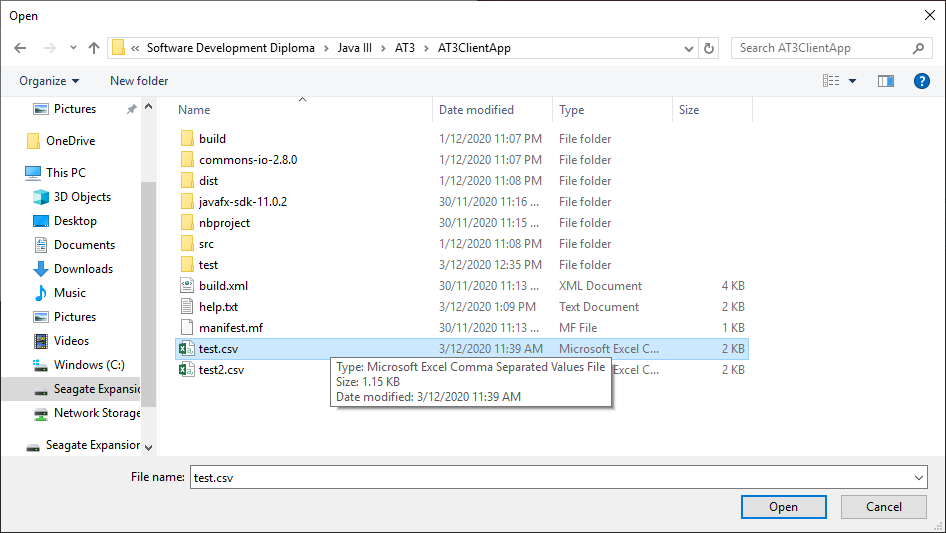 Open
« Software Development Diploma › Java III › AT3 › AT3ClientApp
Search AT3ClientApp
Organize
New folder
Pictures
OneDrive
This PC
3D Objects
Desktop
Documents
Downloads
Music
Pictures
Videos
Windows (C:)
Seagate Expansio
Network Storage
Seagate Expansion
Name Date modified Type Size
build 1/12/2020 11:07 PM File folder
commons-io-2.8.0 1/12/2020 11:07 PM File folder
dist 1/12/2020 11:08 PM File folder
javafx-sdk-11.0.2 30/11/2020 11:16 ... File folder
nbproject 30/11/2020 11:15 ... File folder
src 1/12/2020 11:08 PM File folder
test 3/12/2020 12:35 PM File folder
build.xml 30/11/2020 11:13 ... XML Document 4 KB
help.txt 3/12/2020 1:09 PM Text Document 2 KB
manifest.mf 30/11/2020 11:13 ... MF File 1 KB
test.csv 3/12/2020 11:39 AM Microsoft Excel C... 2 KB
test2.csv Excel C... 2 KB
Type: Microsoft Excel Comma Separated Values File
Size: 1.15 KB
Date modified: 3/12/2020 11:39 AM
File name: test.csv
Open
Cancel